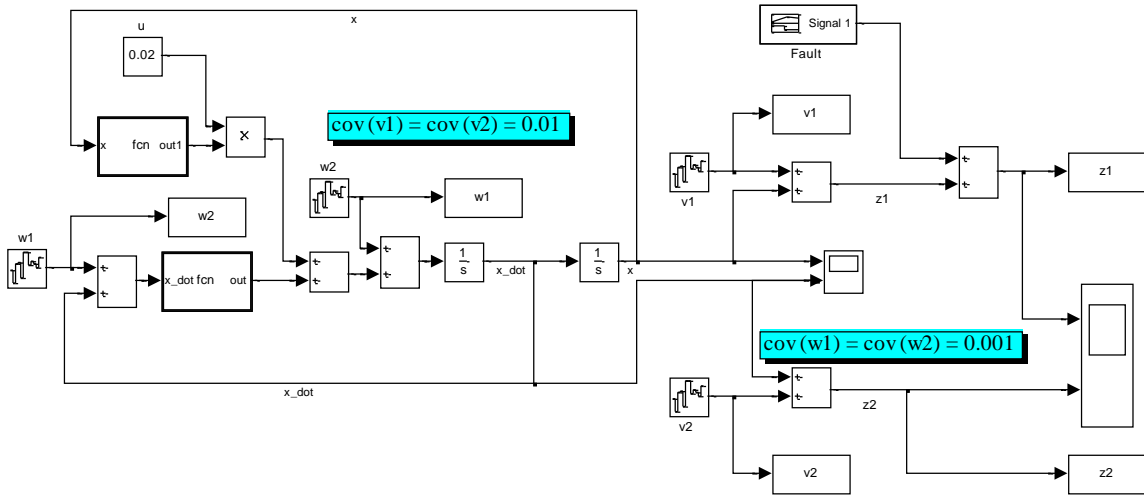 x
u
0.02
x fcn out1
×
cov (v1) = cov (v2) = 0.01
w2
w1
w2
w1
x_dot fcn out
1
s
x_dot
1
s
x
x_dot
Signal 1
Fault
v1
v1
z1
z1
cov (w1) = cov (w2) = 0.001
v2
z2
v2
z2